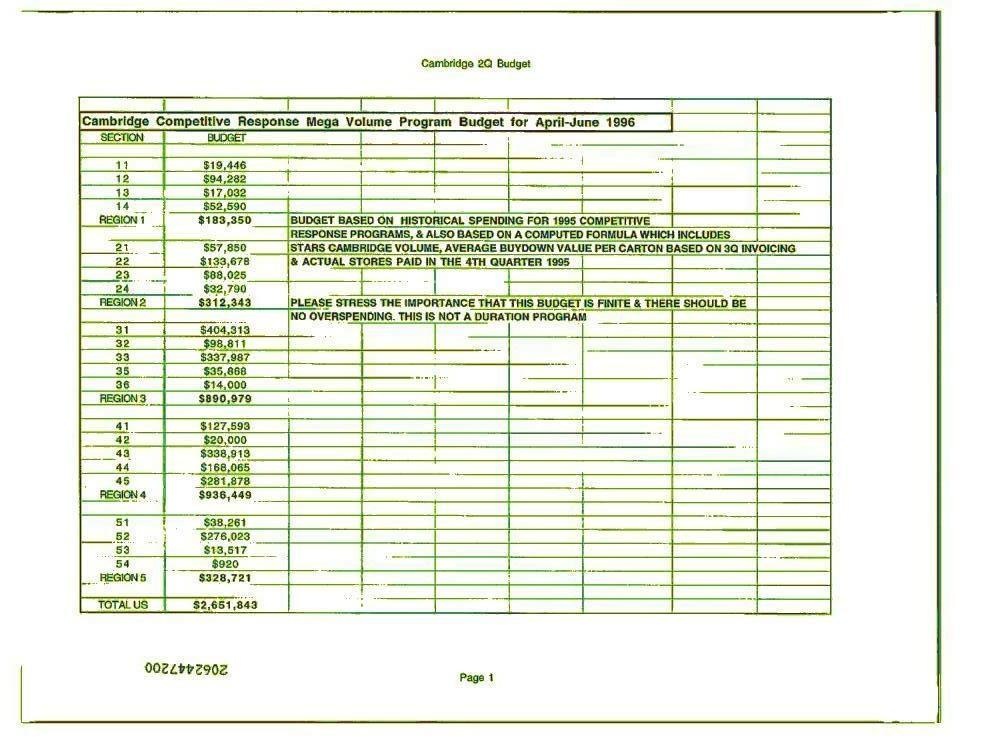 Cambridge 2Q Budget
Cambridge Competitive Response Mega Volume Program Budget for April-June 1996
SECTION BUDGET
11 $19,446
12 $94,282
13 $17,032
14 $52,590
REGION 1 $183,350 BUDGET BASED ON HISTORICAL SPENDING FOR 1995 COMPETITIVE
RESPONSE PROGRAMS, & ALSO BASED ON A COMPUTED FORMULA WHICH INCLUDES
21 $57,850 STARS CAMBRIDGE VOLUME, AVERAGE BUYDOWN VALUE PER CARTON BASED ON 3Q INVOICING
22 $133,678 & ACTUAL STORES PAID IN THE 4TH QUARTER 1995
23 $88,025
24 $32,790
REGION 2 $312,343 PLEASE STRESS THE IMPORTANCE THAT THIS BUDGET IS FINITE & THERE SHOULD BE
NO OVERSPENDING. THIS IS NOT A DURATION PROGRAM
31 $404,313
32 $98,811
33 $337,987
35 $35,868
36 $14,000
REGION 3 $890,979
41 $127,593
42 $20,000
43 $338,913
44 $168,065
45 $281,878
REGION 4 $936,449
51 $38,261
52 $276,023
53 $13,517
54 $920
REGION 5 $328,721
TOTAL US $2,651,843
2062447200
Page 1